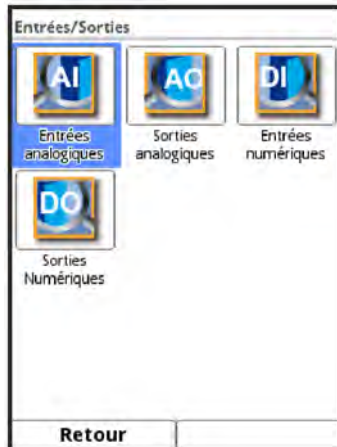 Entrées/Sorties
AI
AO
DI
Entrées
analogiques
Sorties
analogiques
Entrées
numériques
DO
Sorties
Numériques
Retour